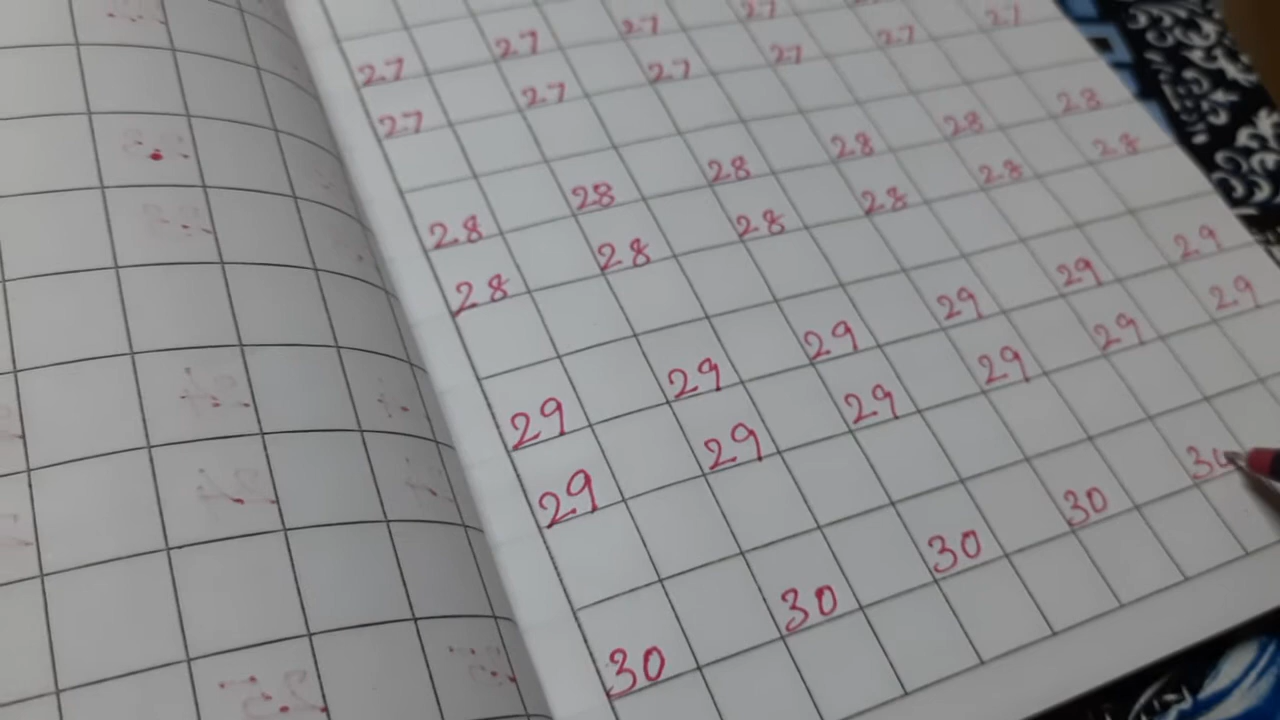 27 27 27 27
27 27 27 27 27 27
28 28 28 28 28 28
28 28 28 28 28 28
29 29 29 29 29 29
29 29 29 29 29 29
30 30 30 30 30